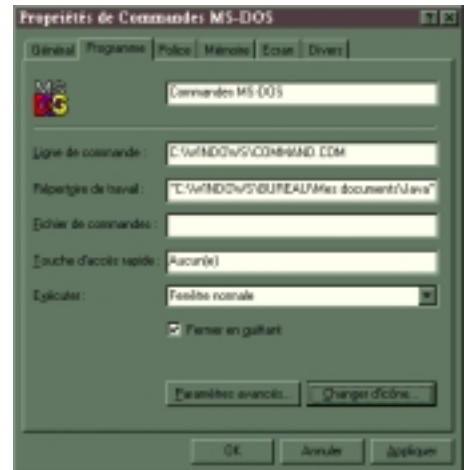 Propriétés de Commandes MS-DOS
Général Programme Police Mémoire Ecran Divers
MS DOS
Commandes MS-DOS
Ligne de commande : C:\WINDOWS\COMMAND.COM
Répertoire de travail : "C:\WINDOWS\BUREAU\Mes documents\Java"
Fichier de commandes :
Touche d'accès rapide : Aucun(e)
Exécuter : Fenêtre normale
Fermer en quittant
Paramètres avancés... Changer d'icône...
OK Annuler Appliquer